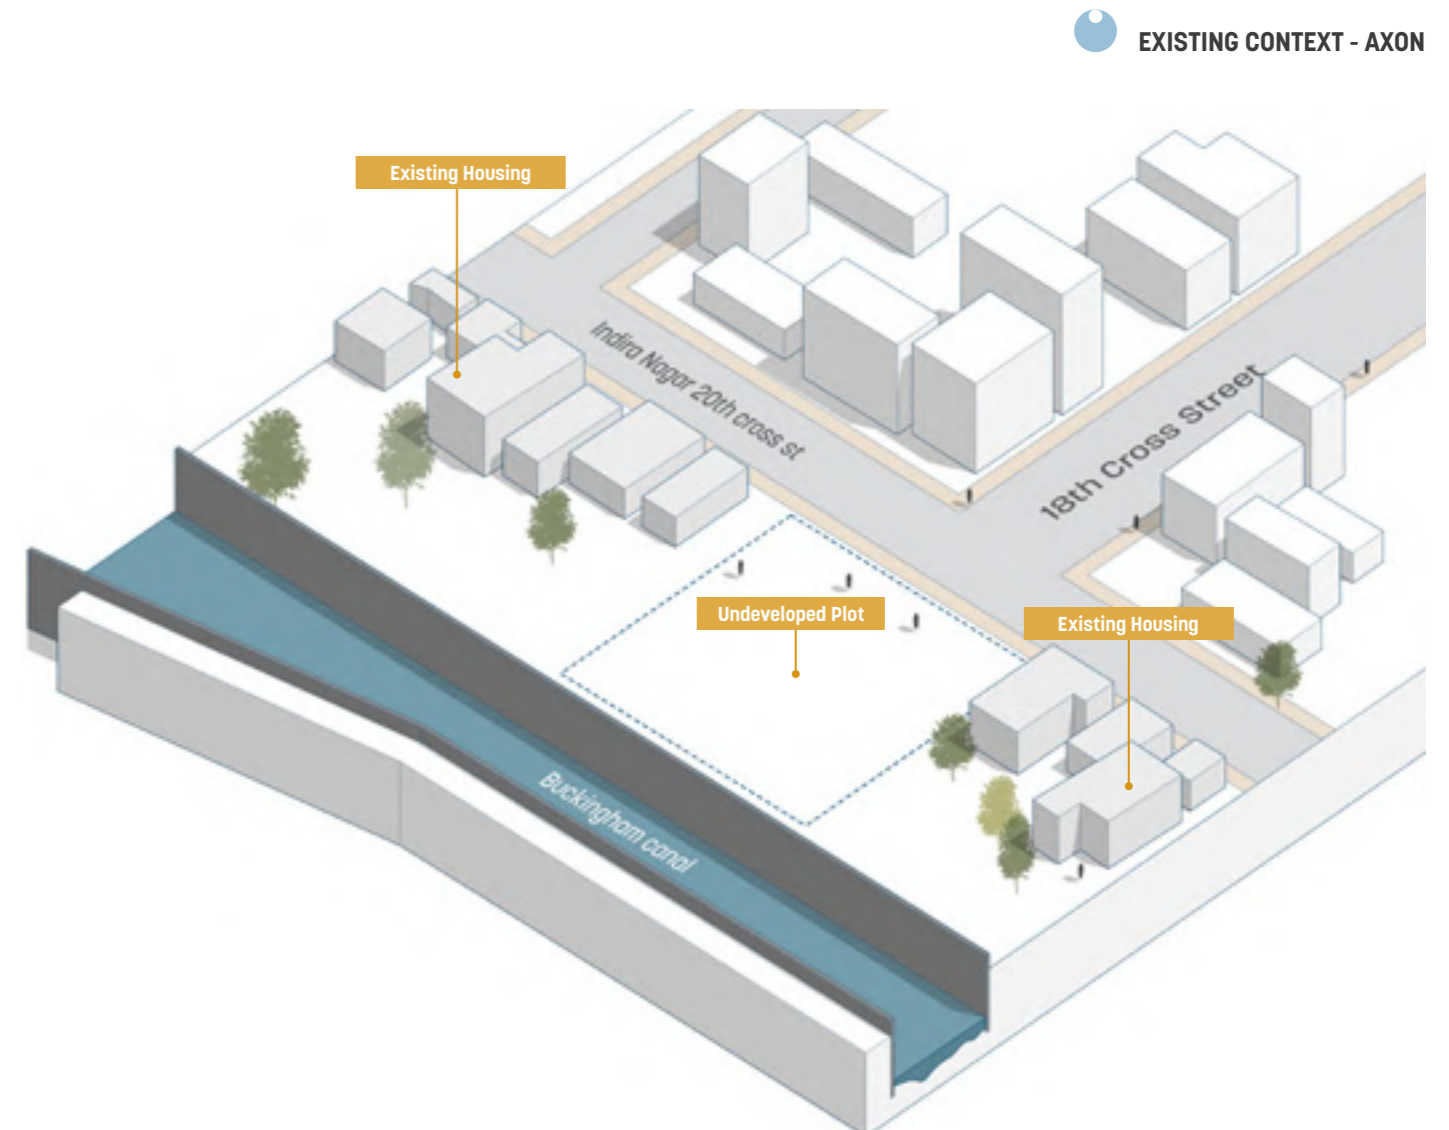 EXISTING CONTEXT - AXON
Existing Housing
Indira Nagar 20th cross st
18th Cross Street
Undeveloped Plot
Existing Housing
Buckingham canal